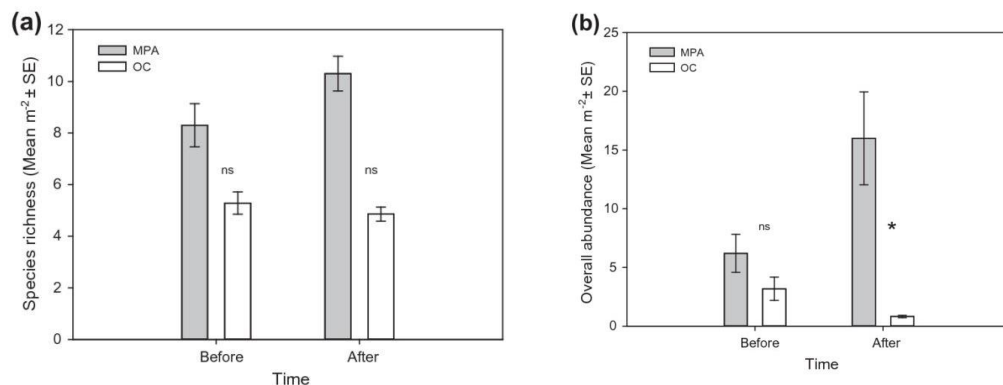 (a)
12
10
8
6
4
2
0
Species richness (Mean m⁻² ± SE)
MPA
OC
ns
ns
Before
After
Time
(b)
25
20
15
10
5
0
Overall abundance (Mean m⁻²± SE)
MPA
OC
ns
*
Before
After
Time